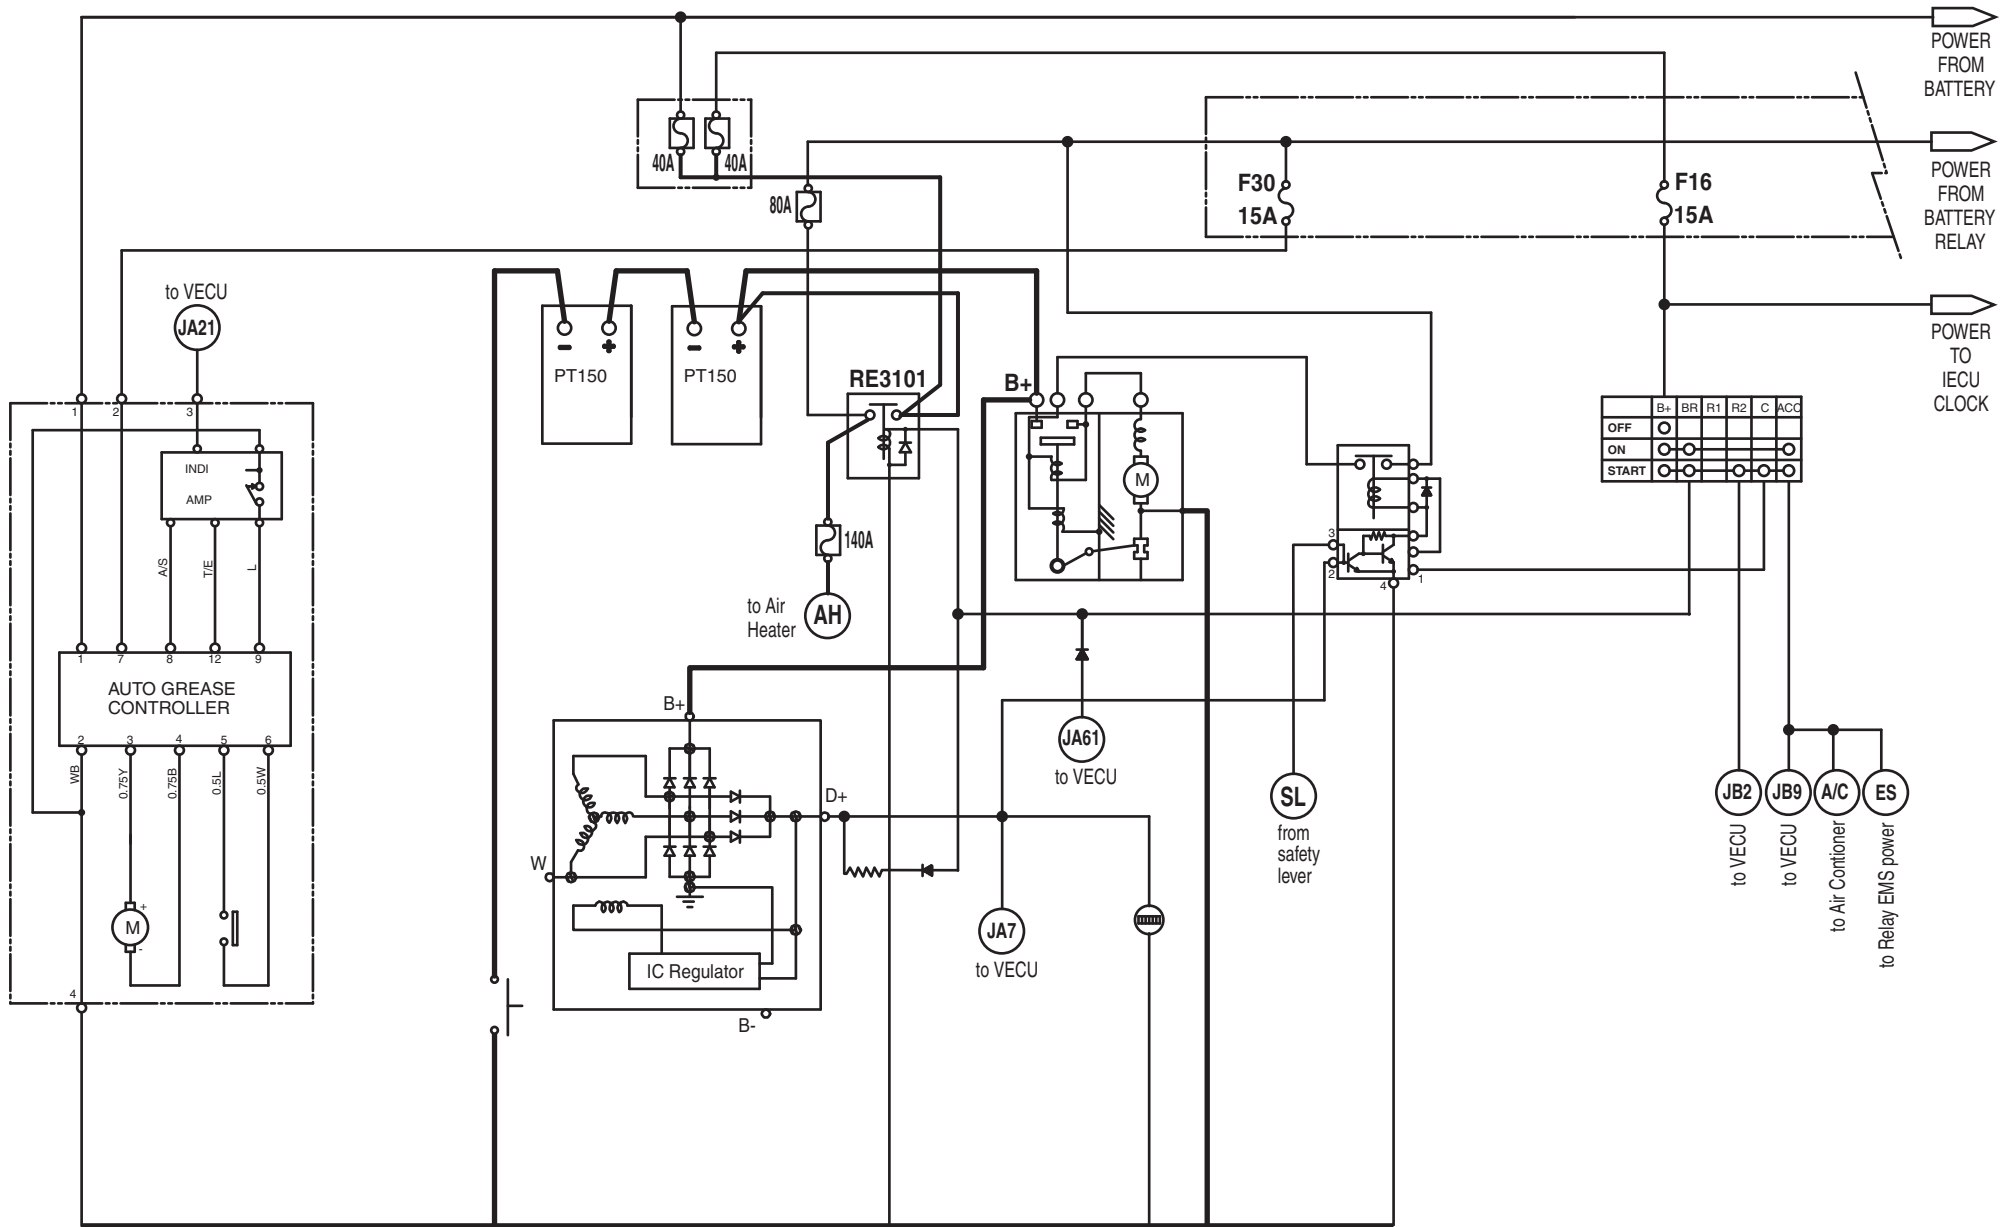 POWER
FROM
BATTERY
40A
40A
80A
F30
15A
F16
15A
POWER
FROM
BATTERY
RELAY
to VECU
JA21
POWER
TO
IECU
CLOCK
PT150
PT150
RE3101
B+
1
2
3
B+ BR R1 R2 C ACC
OFF
ON
START
INDI
AMP
M
140A
3
2
4
1
A/S
T/E
L
to Air
Heater
AH
1
7
8
12
9
AUTO GREASE
CONTROLLER
B+
JA61
to VECU
2
3
4
5
6
WB
0.75Y
0.75B
0.5L
0.5W
D+
SL
from
safety
lever
JB2
JB9
A/C
ES
to VECU
to VECU
to Air Contioner
to Relay EMS power
W
M
+
-
JA7
to VECU
IC Regulator
4
B-